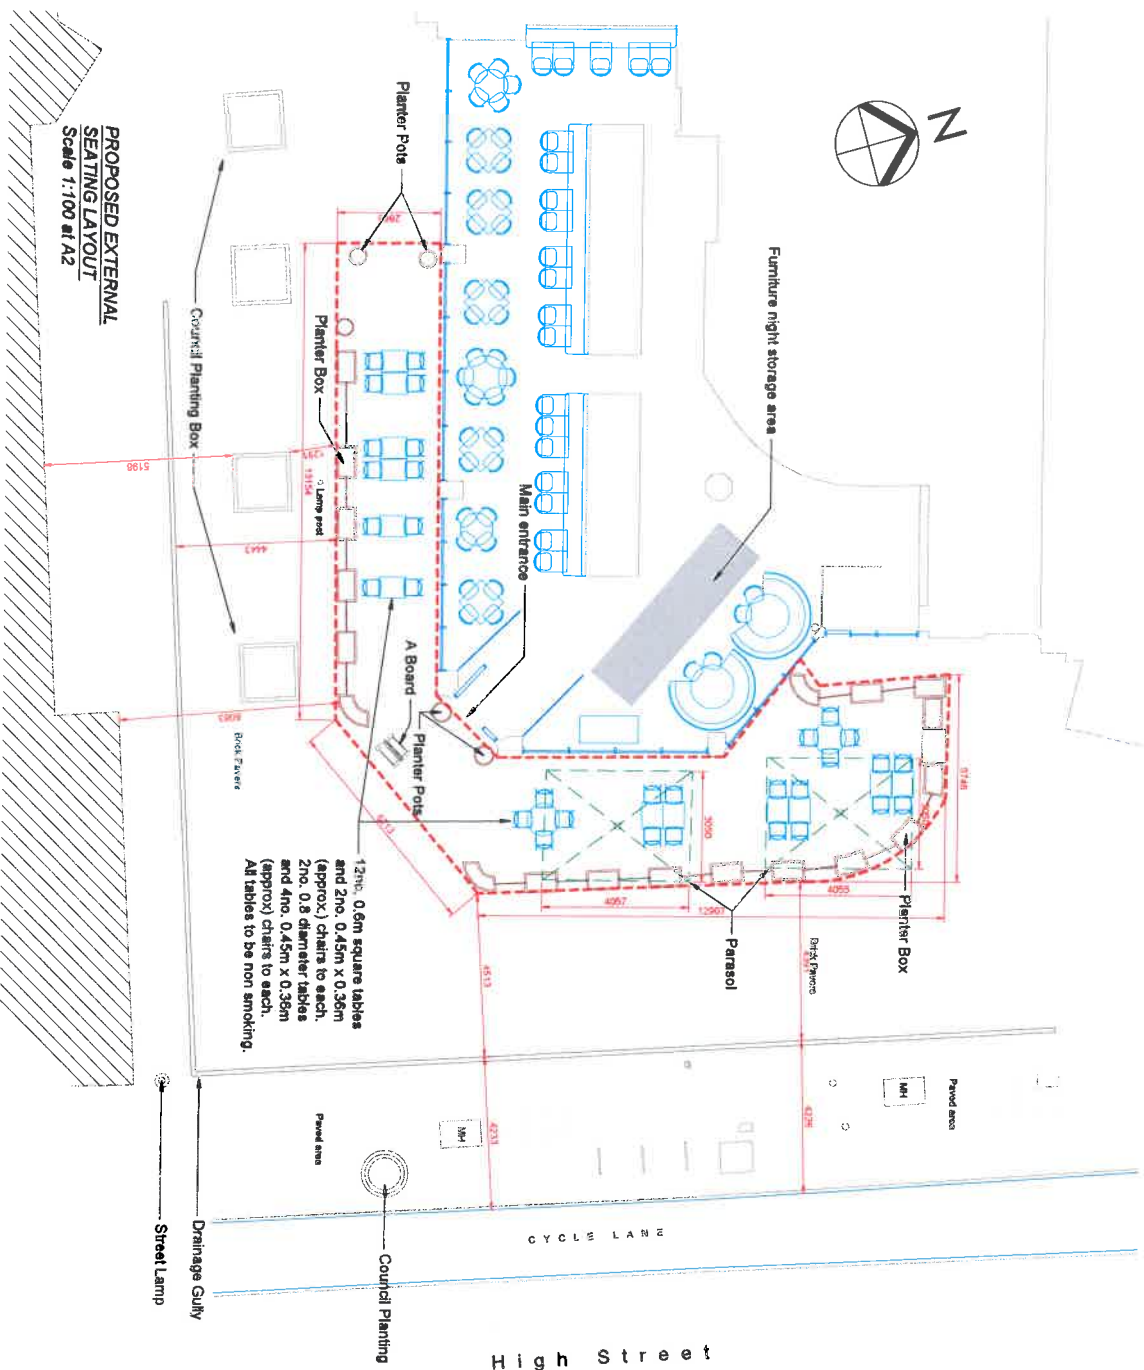 PROPOSED EXTERNAL
SEATING LAYOUT
Scale 1:100 at A2
N
Planter Pots
Furniture night storage area
Council Planting Box
Planter Box
Lamp post
Main entrance
A Board
Planter Pots
12no. 0.6m square tables
and 2no. 0.45m x 0.36m
(approx.) chairs to each.
2no. 0.8 diameter tables
and 4no. 0.45m x 0.36m
(approx) chairs to each.
All tables to be non smoking.
Parasol
Planter Box
Brick Pavers
Brick Pavers
5198
4443
4057
12907
3050
4055
4513
4233
MH
MH
Paved area
Paved area
Council Planting
Drainage Gully
Street Lamp
CYCLE LANE
High Street